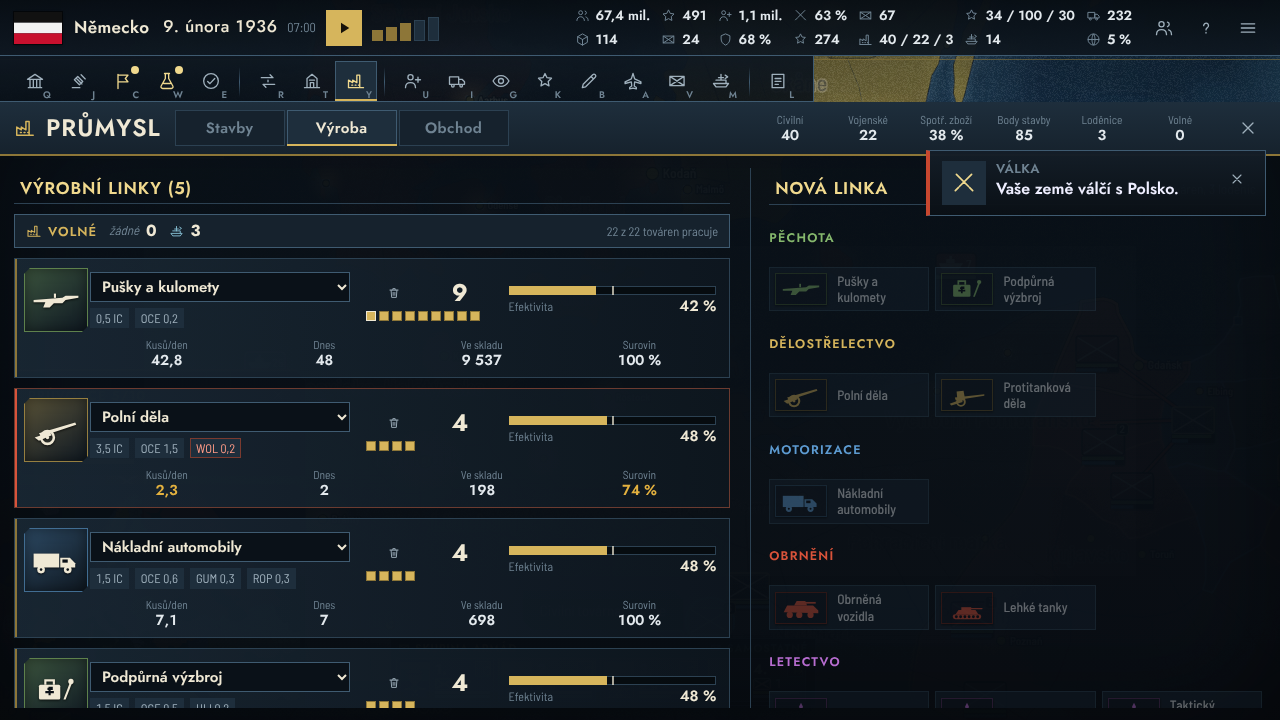 Německo 9. února 1936 07:00
67,4 mil. 491 1,1 mil. 63 % 67 34 / 100 / 30 232
114 24 68 % 274 40 / 22 / 3 14 5 %
?
Q J C W E R T Y U I G K B A V M L
PRŮMYSL
Stavby Výroba Obchod
Civilní Vojenské Spotř. zboží Body stavby Loděnice Volné
40 22 38 % 85 3 0
VÁLKA
Vaše země válčí s Polsko.
VÝROBNÍ LINKY (5)
VOLNÉ žádné 0 3 22 z 22 továren pracuje
Pušky a kulomety 9
0,5 IC OCE 0,2 Efektivita 42 %
Kusů/den Dnes Ve skladu Surovin
42,8 48 9 537 100 %
Polní děla 4
3,5 IC OCE 1,5 WOL 0,2 Efektivita 48 %
Kusů/den Dnes Ve skladu Surovin
2,3 2 198 74 %
Nákladní automobily 4
1,5 IC OCE 0,6 GUM 0,3 ROP 0,3 Efektivita 48 %
Kusů/den Dnes Ve skladu Surovin
7,1 7 698 100 %
Podpůrná výzbroj 4
Efektivita 48 %
NOVÁ LINKA
PĚCHOTA
Pušky a kulomety
Podpůrná výzbroj
DĚLOSTŘELECTVO
Polní děla
Protitanková děla
MOTORIZACE
Nákladní automobily
OBRNĚNÍ
Obrněná vozidla
Lehké tanky
LETECTVO
Taktický